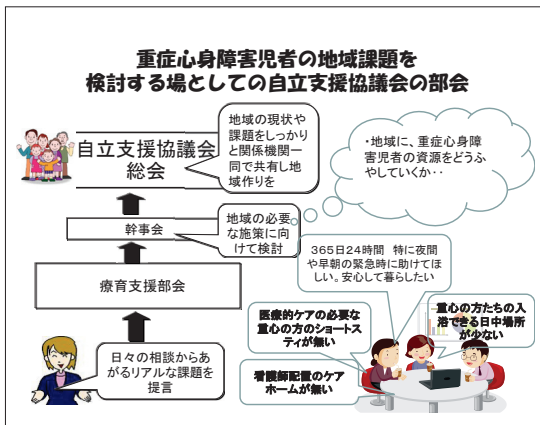 重症心身障害児者の地域課題を
検討する場としての自立支援協議会の部会
自立支援協議会
総会
地域の現状や
課題をしっかり
と関係機関一
同で共有し地
域作りを
・地域に、重症心身障
害児者の資源をどうふ
やしていくか・・
幹事会
地域の必要
な施策に向
けて検討
365日24時間　特に夜間
や早朝の緊急時に助けてほ
しい。安心して暮らしたい
療育支援部会
医療的ケアの必要な
重心の方のショートス
ティが無い
重心の方たちの入
浴できる日中場所
が少ない
日々の相談からあ
がるリアルな課題を
提言
看護師配置のケア
ホームが無い